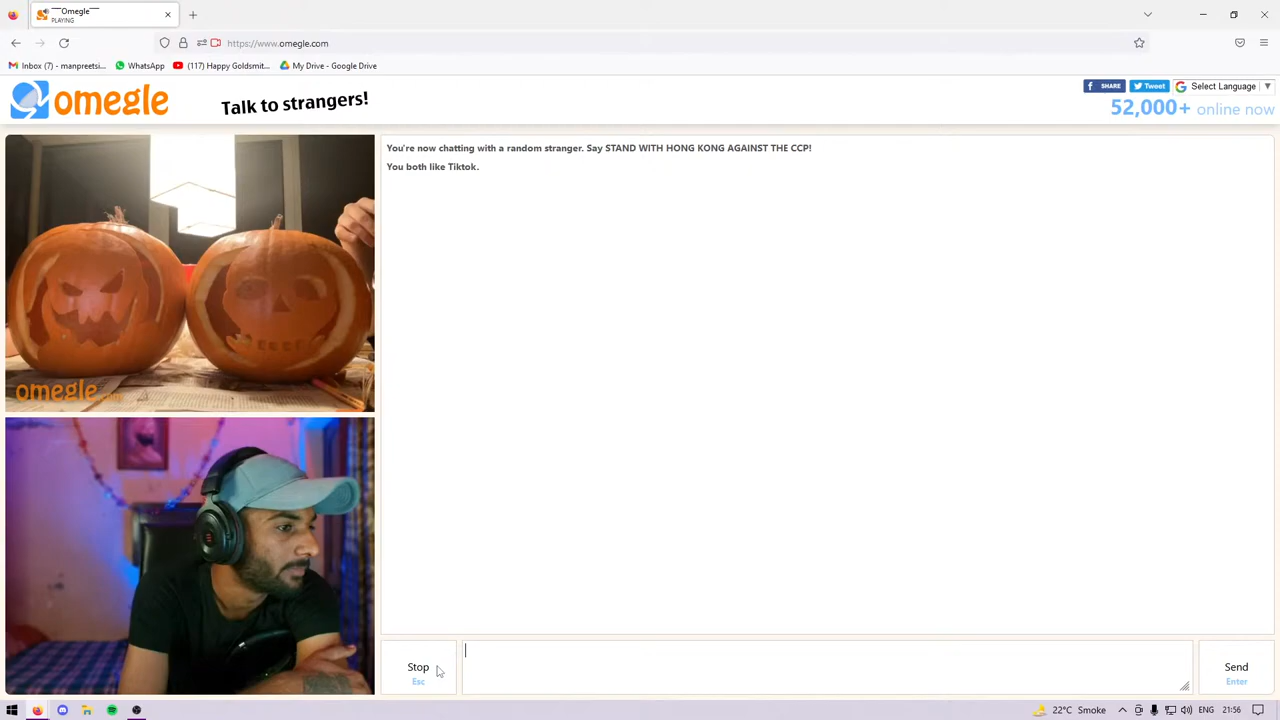 Omegle
PLAYING
https://www.omegle.com
Inbox (7) - manpreetsi...
WhatsApp
(117) Happy Goldsmit...
My Drive - Google Drive
omegle
Talk to strangers!
SHARE
Tweet
Select Language
52,000+ online now
You're now chatting with a random stranger. Say STAND WITH HONG KONG AGAINST THE CCP!
You both like Tiktok.
omegle.com
Stop
Esc
Send
Enter
22°C Smoke
ENG
21:56